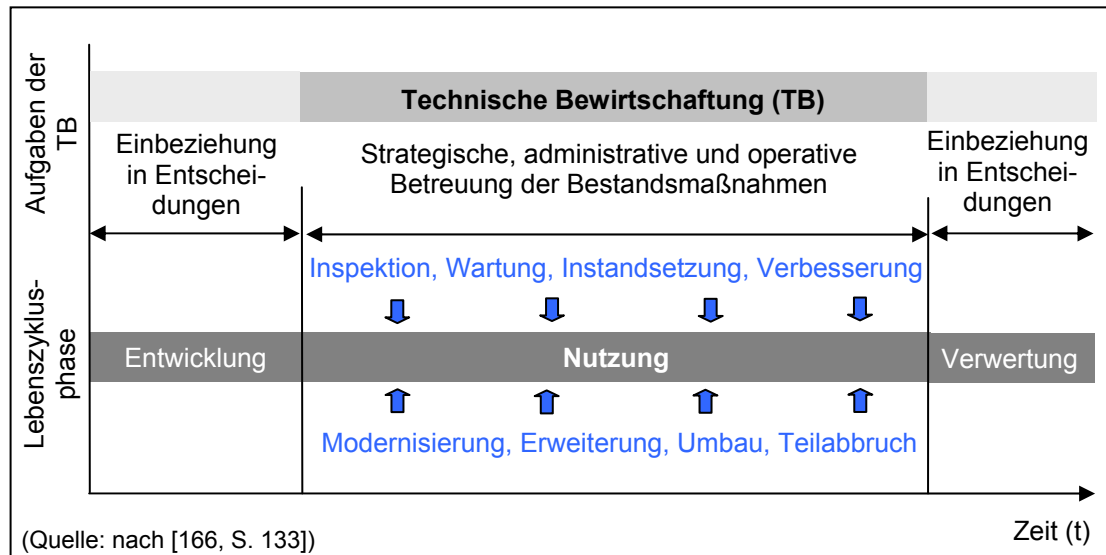 Aufgaben der
TB
Technische Bewirtschaftung (TB)
Einbeziehung
in Entschei-
dungen
Strategische, administrative und operative
Betreuung der Bestandsmaßnahmen
Einbeziehung
in Entschei-
dungen
Inspektion, Wartung, Instandsetzung, Verbesserung
Lebenszyklus-
phase
Entwicklung
Nutzung
Verwertung
Modernisierung, Erweiterung, Umbau, Teilabbruch
Zeit (t)
(Quelle: nach [166, S. 133])